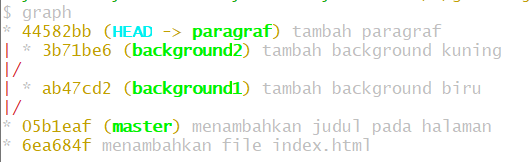 $ graph
* 44582bb (HEAD -> paragraf) tambah paragraf
| * 3b71be6 (background2) tambah background kuning
|/
| * ab47cd2 (background1) tambah background biru
|/
* 05b1eaf (master) menambahkan judul pada halaman
* 6ea684f menambahkan file index.html